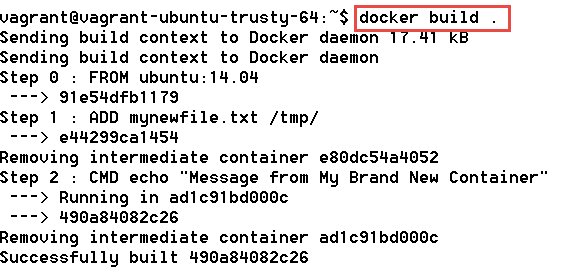 vagrant@vagrant-ubuntu-trusty-64:~$ docker build .
Sending build context to Docker daemon 17.41 kB
Sending build context to Docker daemon
Step 0 : FROM ubuntu:14.04
 ---> 91e54dfb1179
Step 1 : ADD mynewfile.txt /tmp/
 ---> e44299ca1454
Removing intermediate container e80dc54a4052
Step 2 : CMD echo "Message from My Brand New Container"
 ---> Running in ad1c91bd000c
 ---> 490a84082c26
Removing intermediate container ad1c91bd000c
Successfully built 490a84082c26